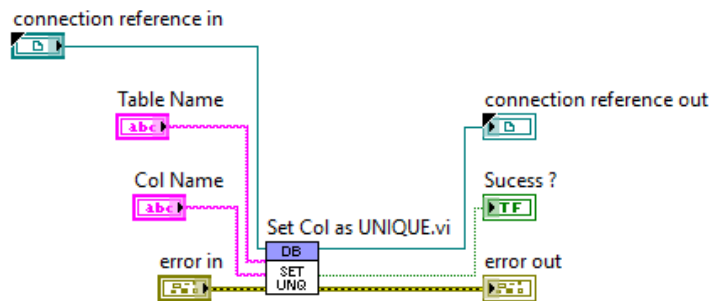 connection reference in
Table Name
abc
connection reference out
Col Name
abc
Sucess ?
TF
Set Col as UNIQUE.vi
DB
SET
UNQ
error in
error out